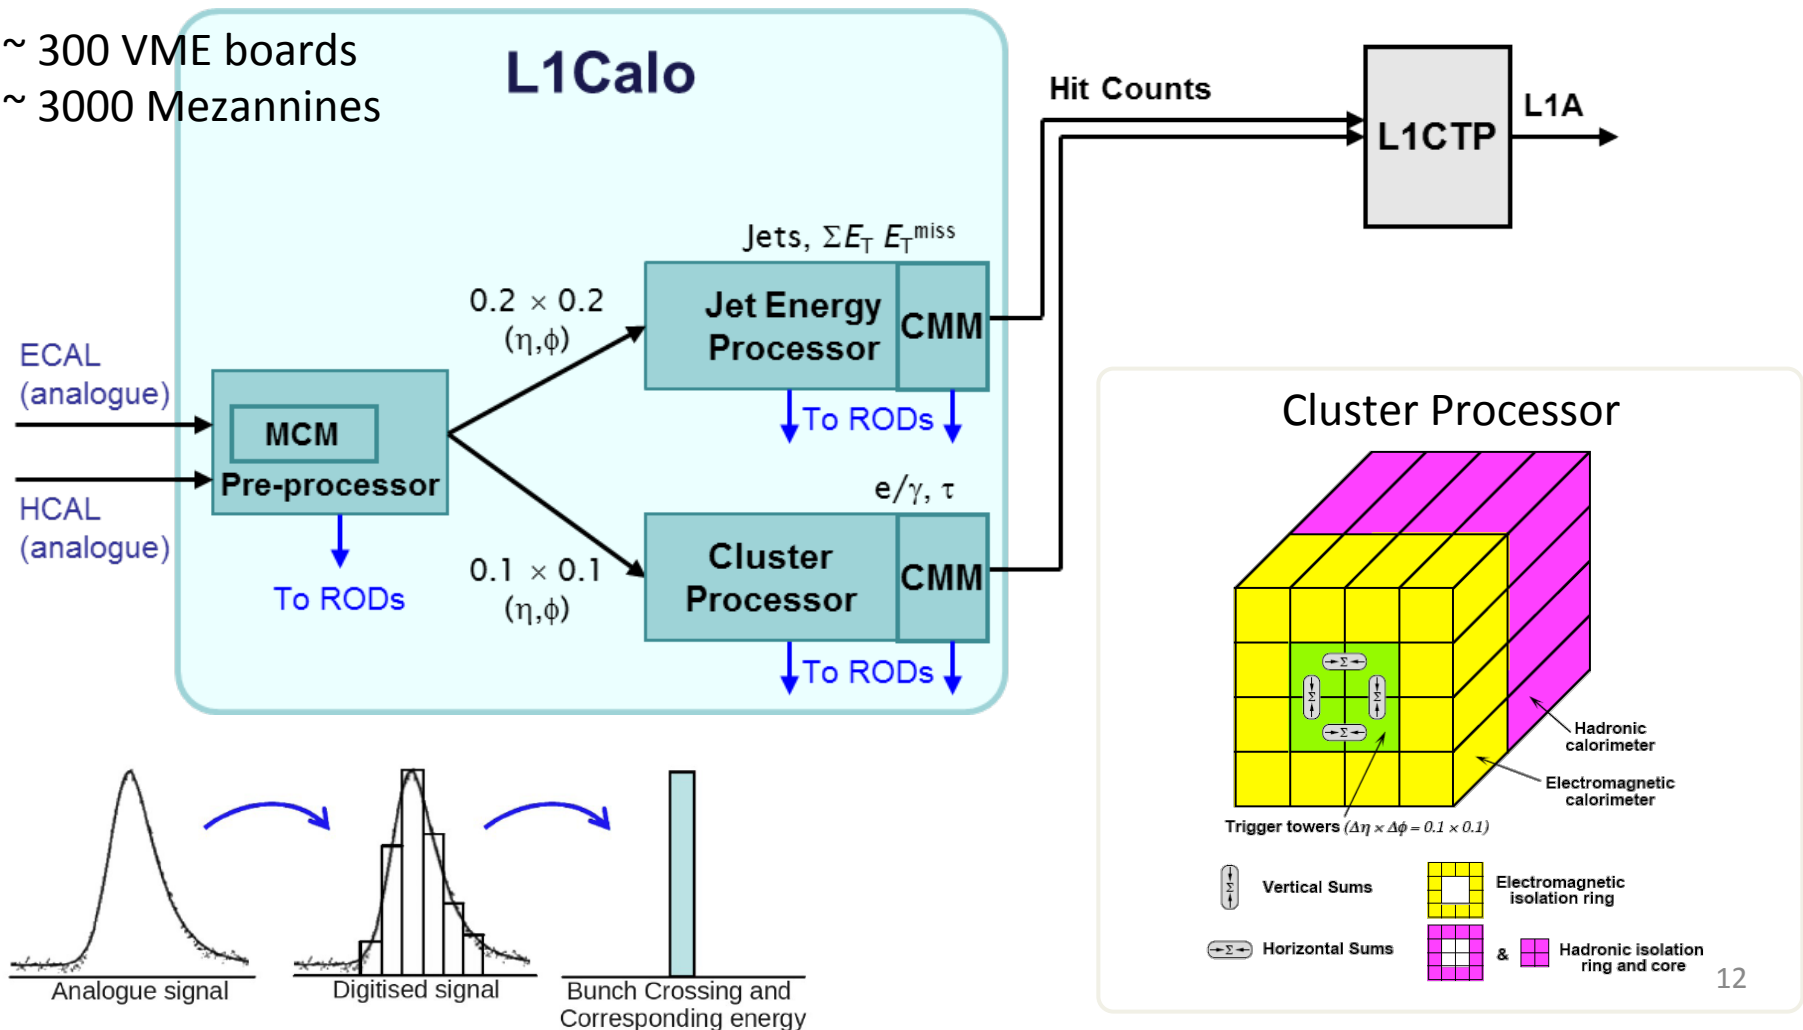 ~ 300 VME boards
~ 3000 Mezannines
L1Calo
Hit Counts
L1CTP
L1A
Jets, ΣE_T E_T^miss
0.2 × 0.2
(η,ϕ)
Jet Energy
Processor
CMM
To RODs
ECAL
(analogue)
MCM
Pre-processor
HCAL
(analogue)
To RODs
e/γ, τ
0.1 × 0.1
(η,ϕ)
Cluster
Processor
CMM
To RODs
Cluster Processor
Σ
Σ
Σ
Σ
Hadronic
calorimeter
Electromagnetic
calorimeter
Trigger towers (Δη × Δϕ = 0.1 × 0.1)
Σ
Vertical Sums
Electromagnetic
isolation ring
Σ
Horizontal Sums
&
Hadronic isolation
ring and core
12
Analogue signal
Digitised signal
Bunch Crossing and
Corresponding energy